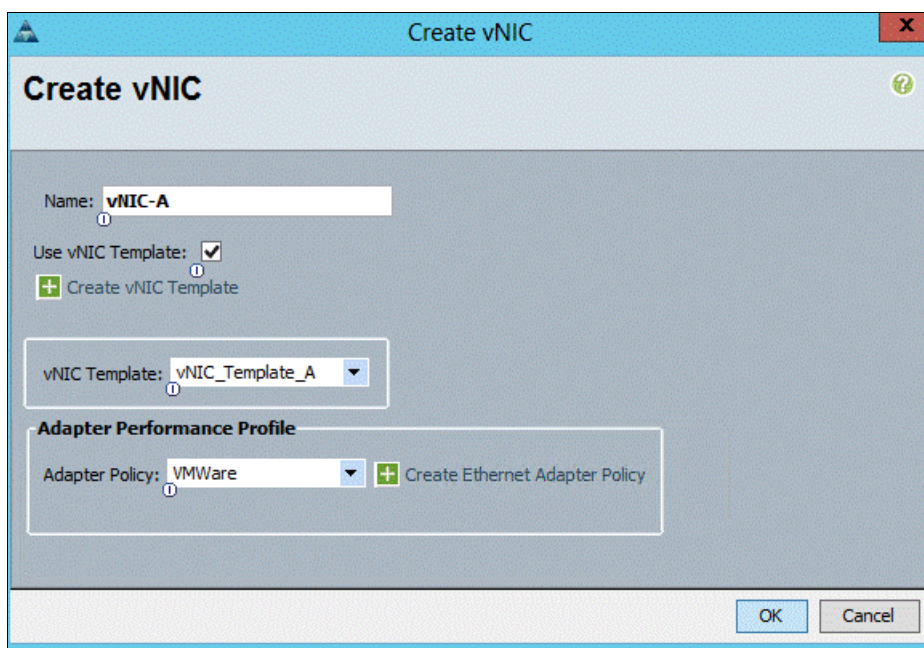 Create vNIC
X
Create vNIC
?
Name: vNIC-A
Use vNIC Template:
Create vNIC Template
vNIC Template: vNIC_Template_A
Adapter Performance Profile
Adapter Policy: VMWare Create Ethernet Adapter Policy
OK Cancel